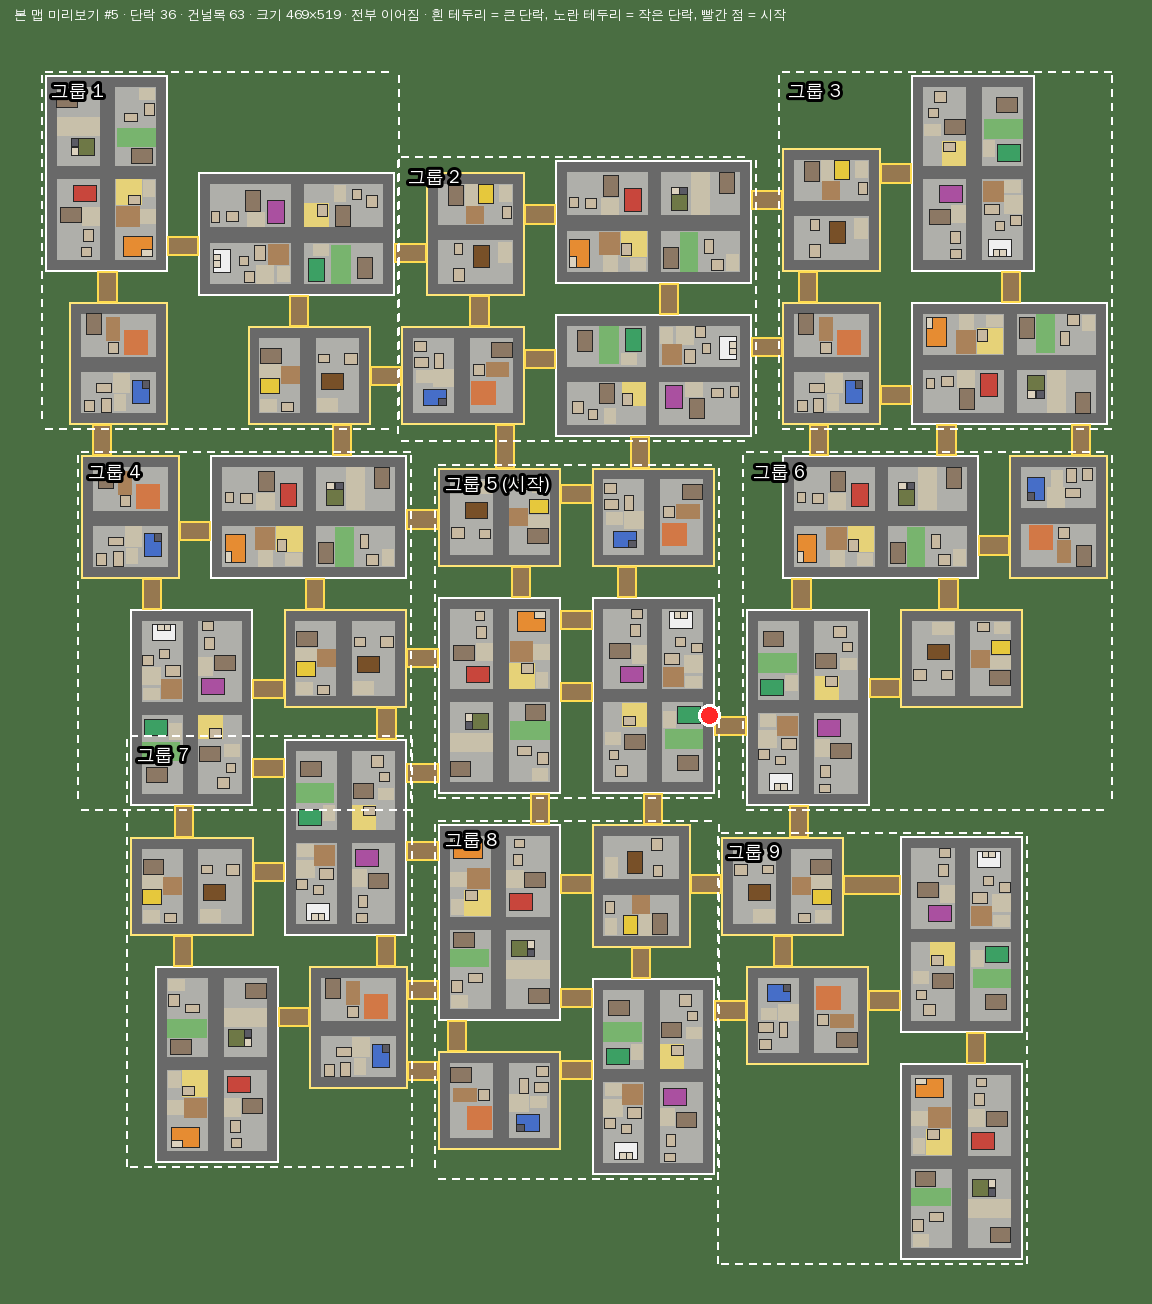 본 맵 미리보기 #5 · 단락 36 · 건널목 63 · 크기 469×519 · 전부 이어짐 · 흰 테두리 = 큰 단락, 노란 테두리 = 작은 단락, 빨간 점 = 시작
그룹 1
그룹 3
그룹 2
그룹 4
그룹 5 (시작)
그룹 6
그룹 7
그룹 8
그룹 9